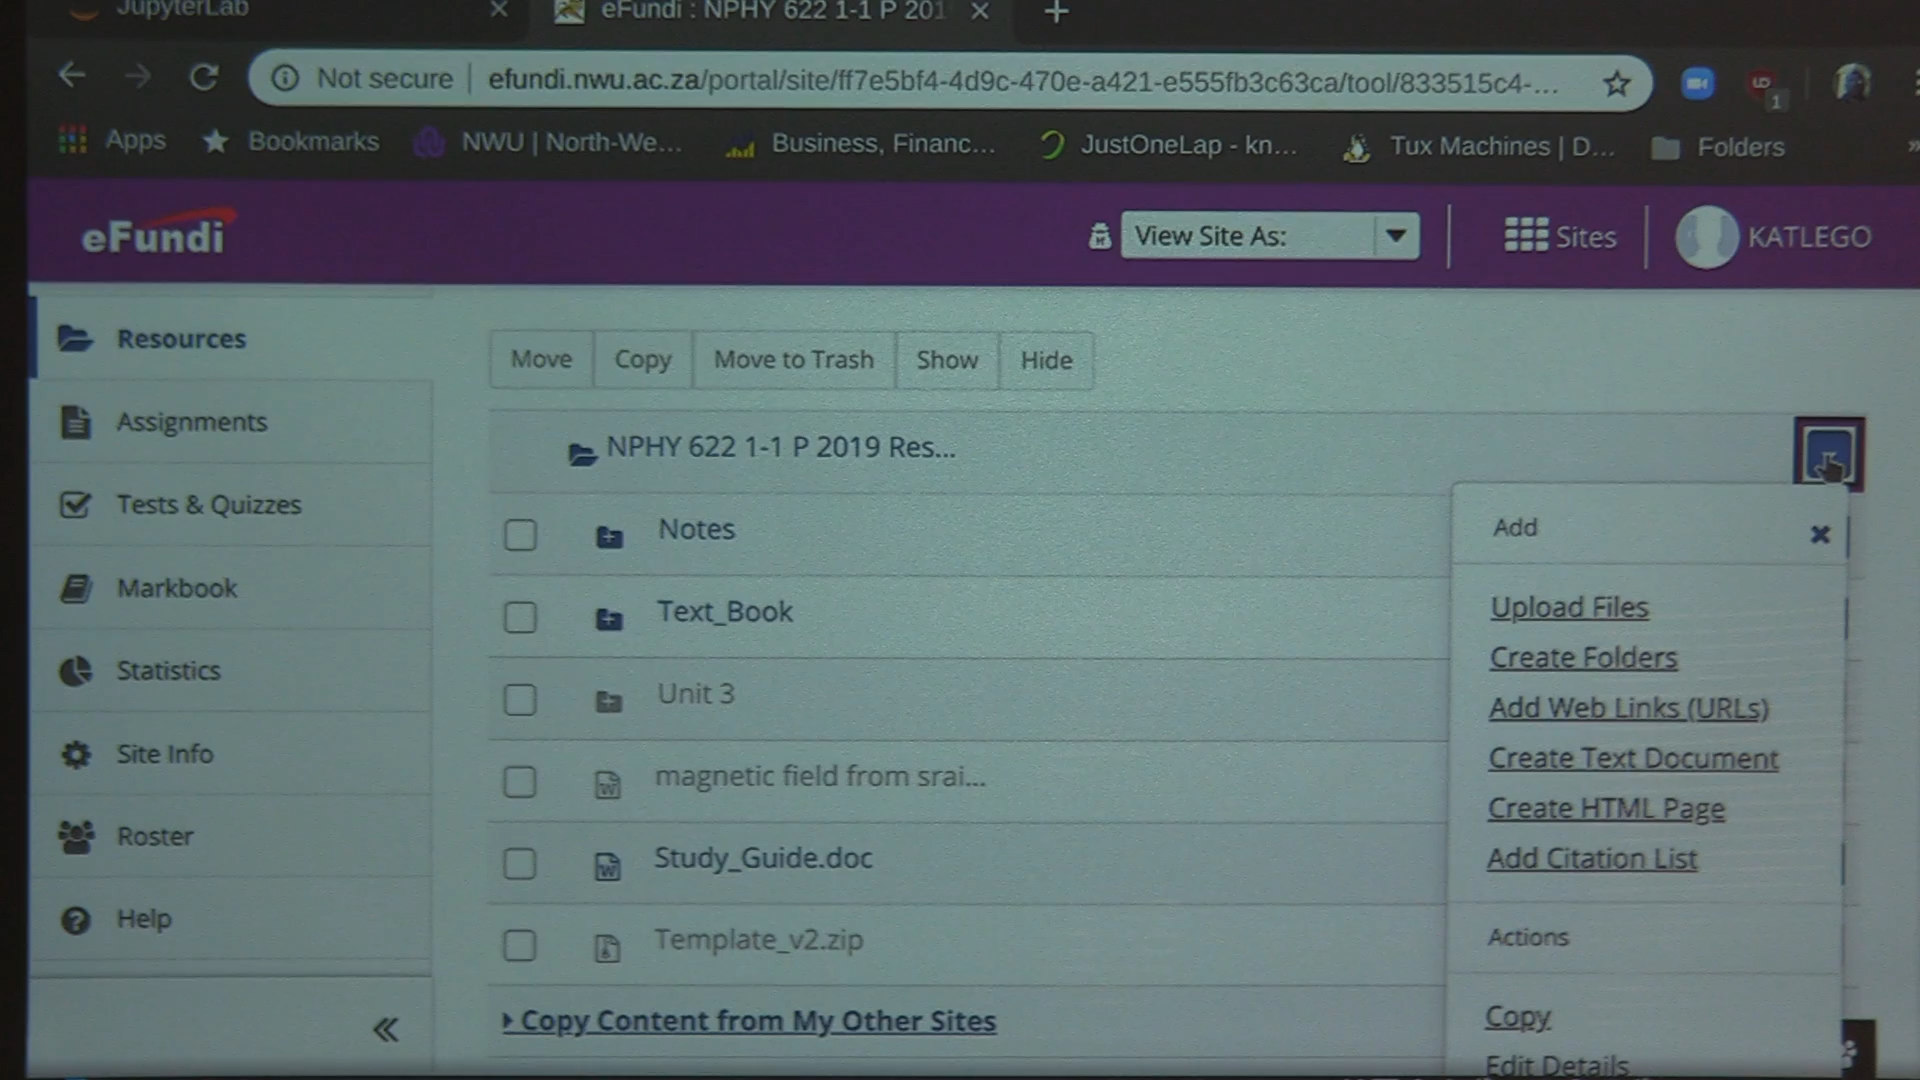 JupyterLab
eFundi : NPHY 622 1-1 P 201
Not secure | efundi.nwu.ac.za/portal/site/ff7e5bf4-4d9c-470e-a421-e555fb3c63ca/tool/833515c4-...
1
Apps Bookmarks NWU | North-We... Business, Financ... JustOneLap - kn... Tux Machines | D... Folders »
eFundi
View Site As: Sites KATLEGO
Resources
Assignments
Tests & Quizzes
Markbook
Statistics
Site Info
Roster
Help
Move Copy Move to Trash Show Hide
NPHY 622 1-1 P 2019 Res...
Notes
Text_Book
Unit 3
magnetic field from srai...
Study_Guide.doc
Template_v2.zip
Copy Content from My Other Sites
Add
Upload Files
Create Folders
Add Web Links (URLs)
Create Text Document
Create HTML Page
Add Citation List
Actions
Copy
Edit Details